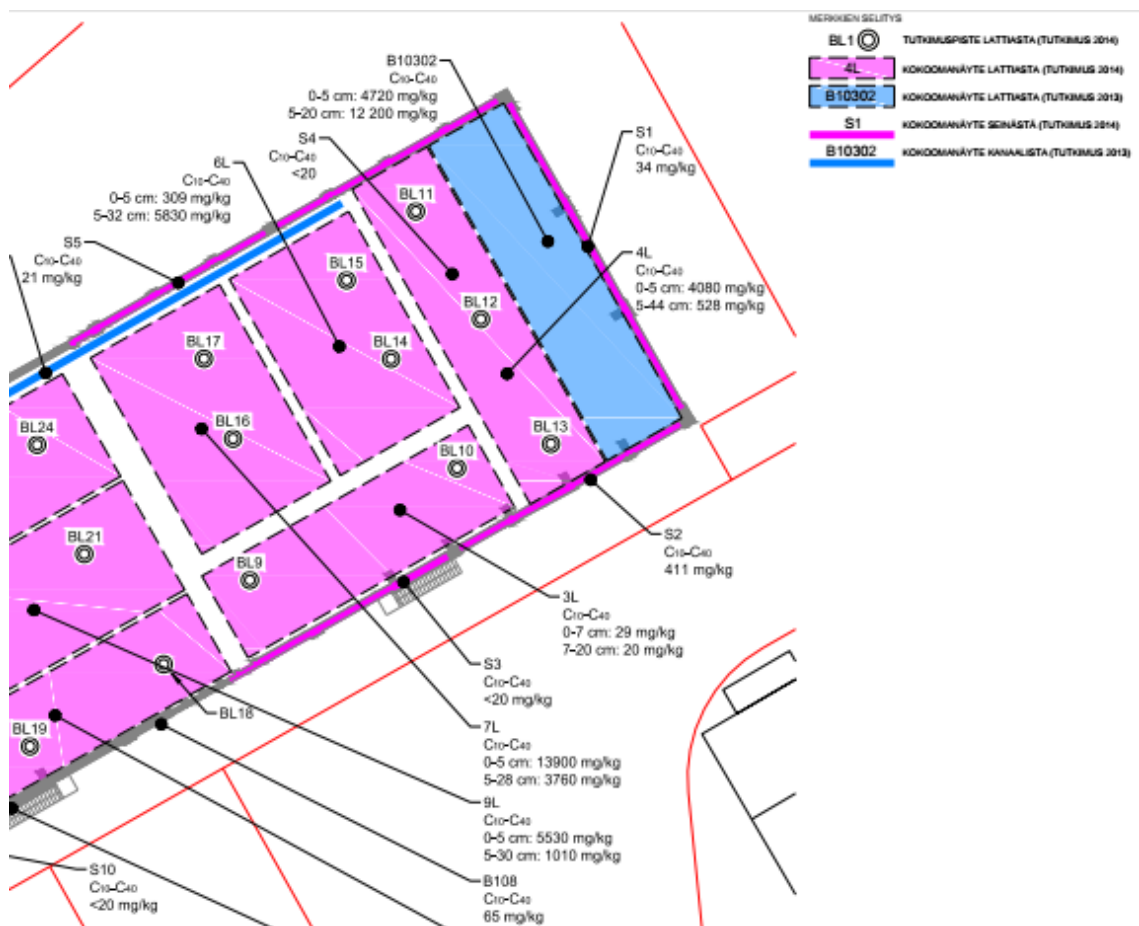 MERKKIEN SELITYS
BL1
TUTKIMUSPISTE LATTIASTA (TUTKIMUS 2014)
4L
KOKOOMANÄYTE LATTIASTA (TUTKIMUS 2014)
B10302
KOKOOMANÄYTE LATTIASTA (TUTKIMUS 2013)
S1
KOKOOMANÄYTE SEINÄSTÄ (TUTKIMUS 2014)
B10302
KOKOOMANÄYTE KANAALISTA (TUTKIMUS 2013)
B10302
C10-C40
0-5 cm: 4720 mg/kg
5-20 cm: 12 200 mg/kg
S4
C10-C40
<20
6L
C10-C40
0-5 cm: 309 mg/kg
5-32 cm: 5830 mg/kg
S5
C10-C40
21 mg/kg
S1
C10-C40
34 mg/kg
4L
C10-C40
0-5 cm: 4080 mg/kg
5-44 cm: 528 mg/kg
BL11
BL15
BL12
BL17
BL14
BL24
BL16
BL13
BL10
BL21
BL9
BL18
BL19
S2
C10-C40
411 mg/kg
3L
C10-C40
0-7 cm: 29 mg/kg
7-20 cm: 20 mg/kg
S3
C10-C40
<20 mg/kg
7L
C10-C40
0-5 cm: 13900 mg/kg
5-28 cm: 3760 mg/kg
9L
C10-C40
0-5 cm: 5530 mg/kg
5-30 cm: 1010 mg/kg
B108
C10-C40
65 mg/kg
S10
C10-C40
<20 mg/kg